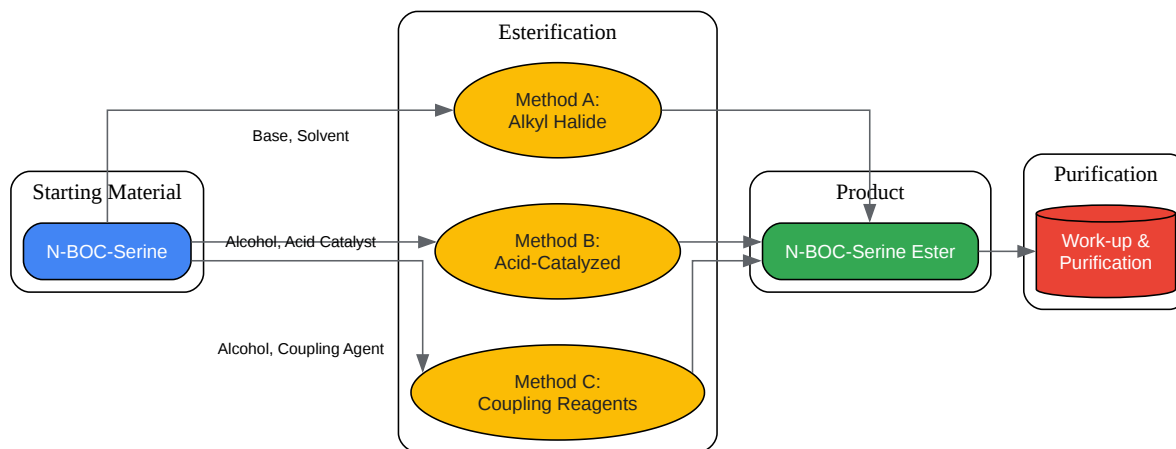 Esterification
Method A:
Alkyl Halide
Base, Solvent
Starting Material
N-BOC-Serine
Alcohol, Acid Catalyst
Method B:
Acid-Catalyzed
Product
N-BOC-Serine Ester
Purification
Work-up &
Purification
Alcohol, Coupling Agent
Method C:
Coupling Reagents